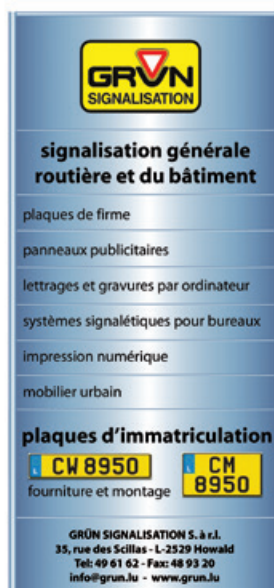 GRÜN
SIGNALISATION
signalisation générale
routière et du bâtiment
plaques de firme
panneaux publicitaires
lettrages et gravures par ordinateur
systèmes signalétiques pour bureaux
impression numérique
mobilier urbain
plaques d'immatriculation
CW 8950
CM
8950
fourniture et montage
GRÜN SIGNALISATION S. à r.l.
35, rue des Scillas - L-2529 Howald
Tel: 49 61 62 - Fax: 48 93 20
info@grun.lu - www.grun.lu